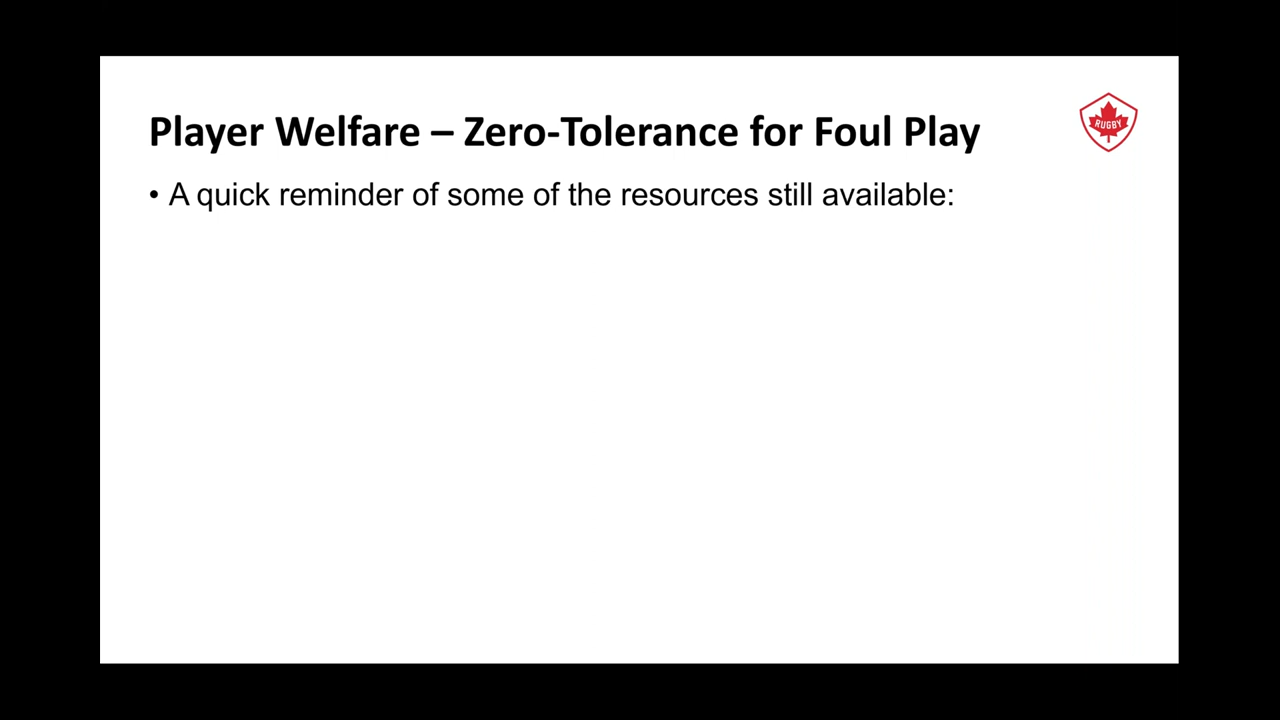 Player Welfare – Zero-Tolerance for Foul Play
RUGBY
• A quick reminder of some of the resources still available: